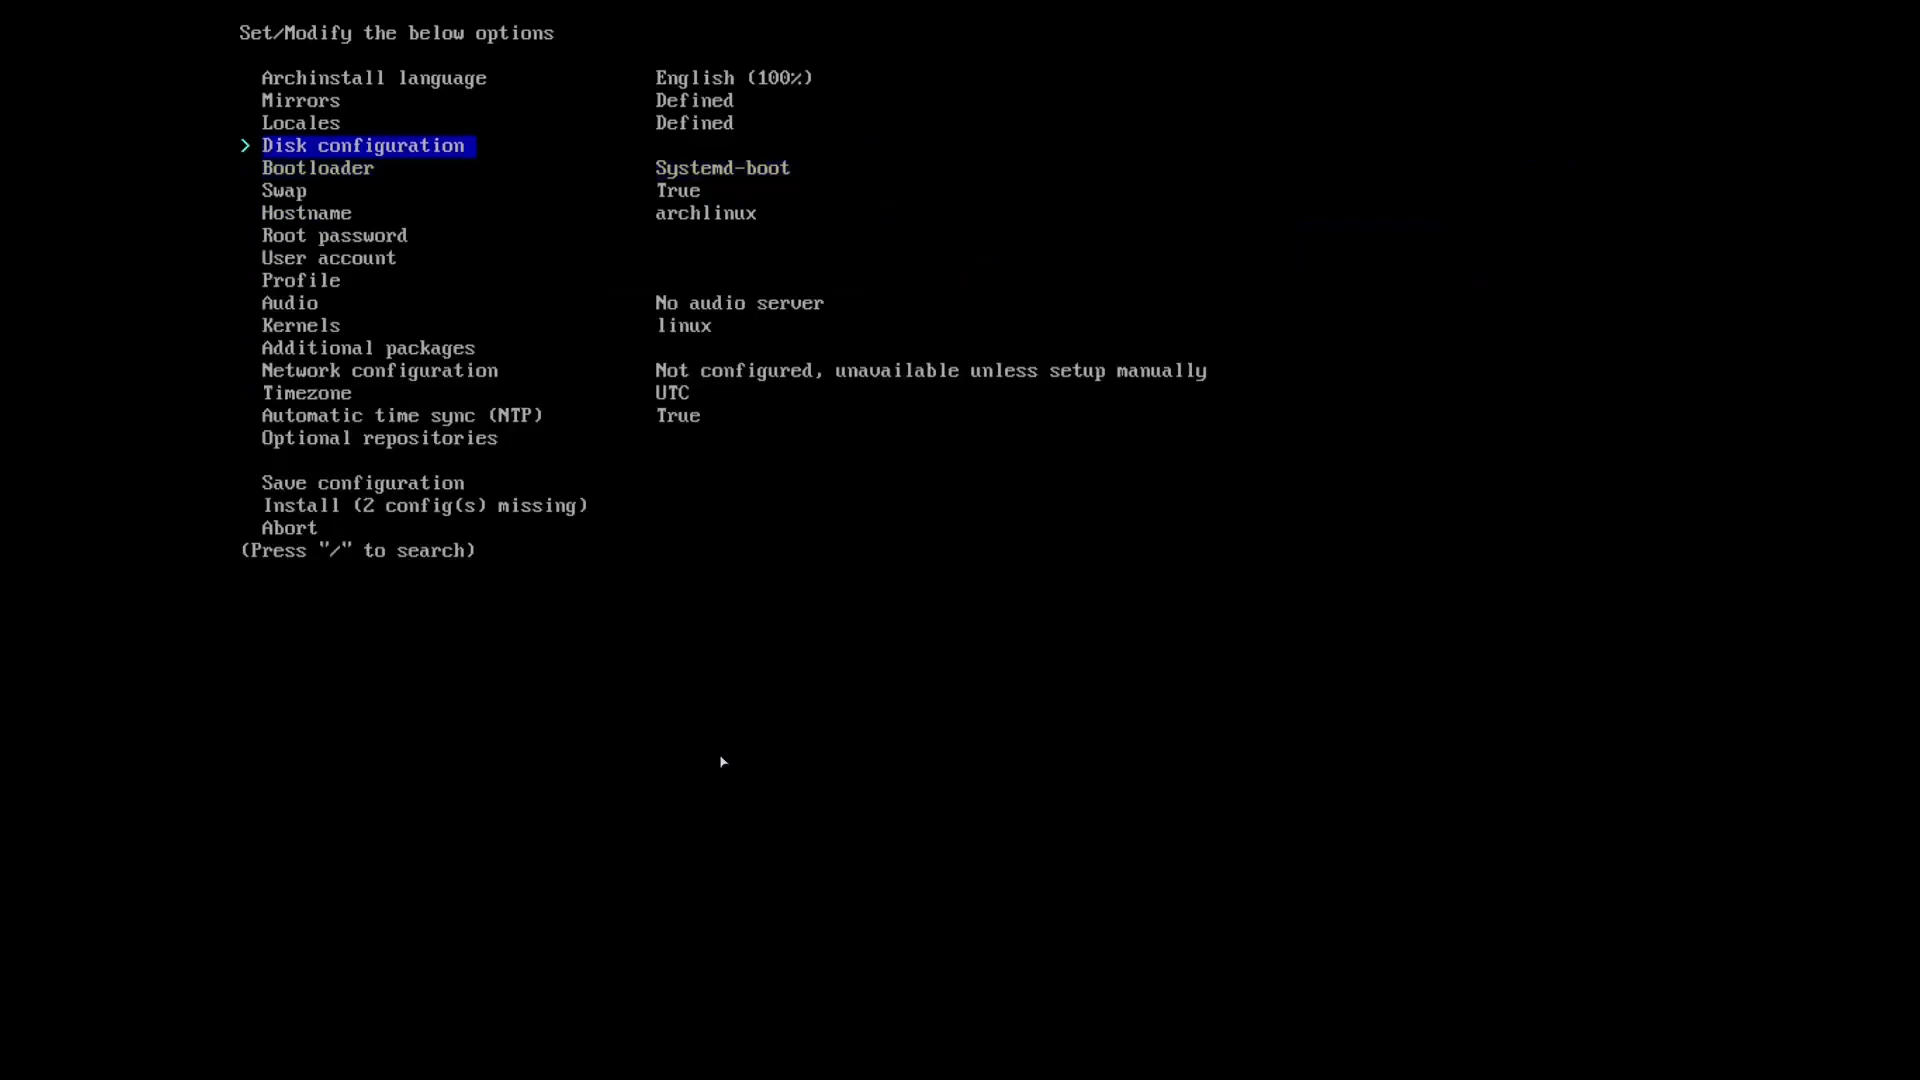 Set/Modify the below options
Archinstall language English (100%)
Mirrors Defined
Locales Defined
> Disk configuration
Bootloader Systemd-boot
Swap True
Hostname archlinux
Root password
User account
Profile
Audio No audio server
Kernels linux
Additional packages
Network configuration Not configured, unavailable unless setup manually
Timezone UTC
Automatic time sync (NTP) True
Optional repositories
Save configuration
Install (2 config(s) missing)
Abort
(Press "/" to search)